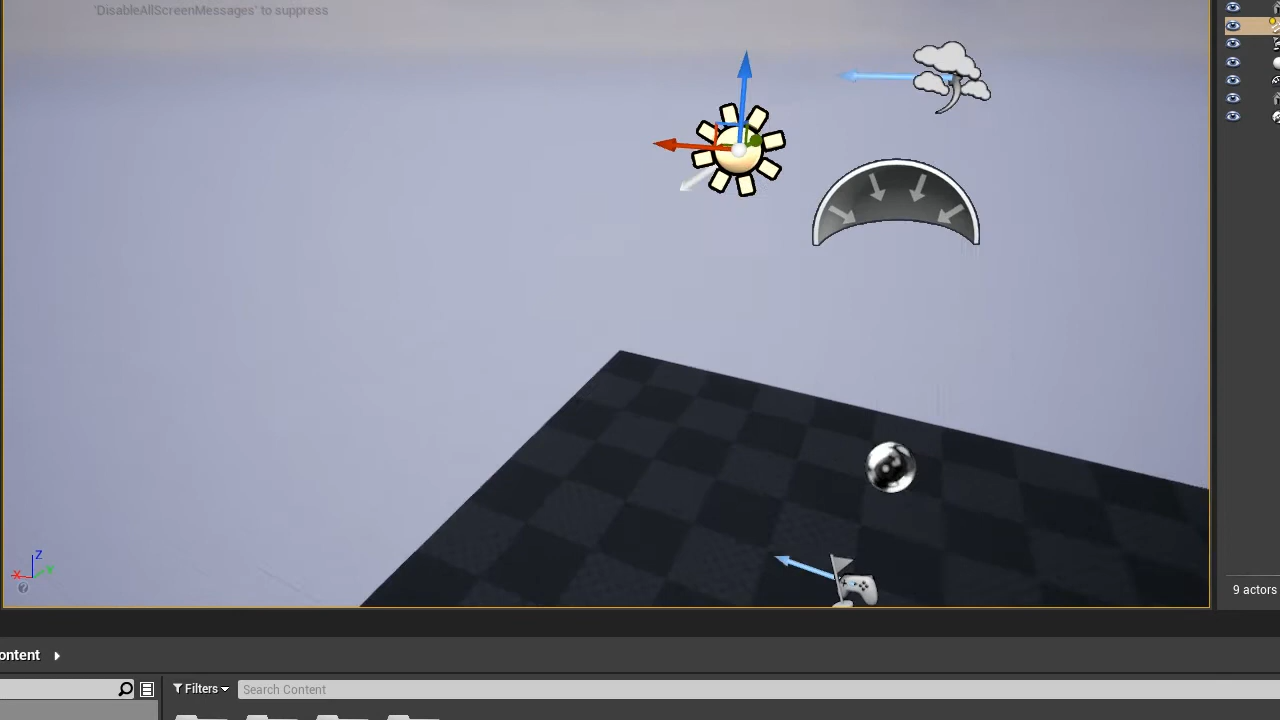 'DisableAllScreenMessages' to suppress
Z
X
Y
?
9 actors
ontent
Filters
Search Content